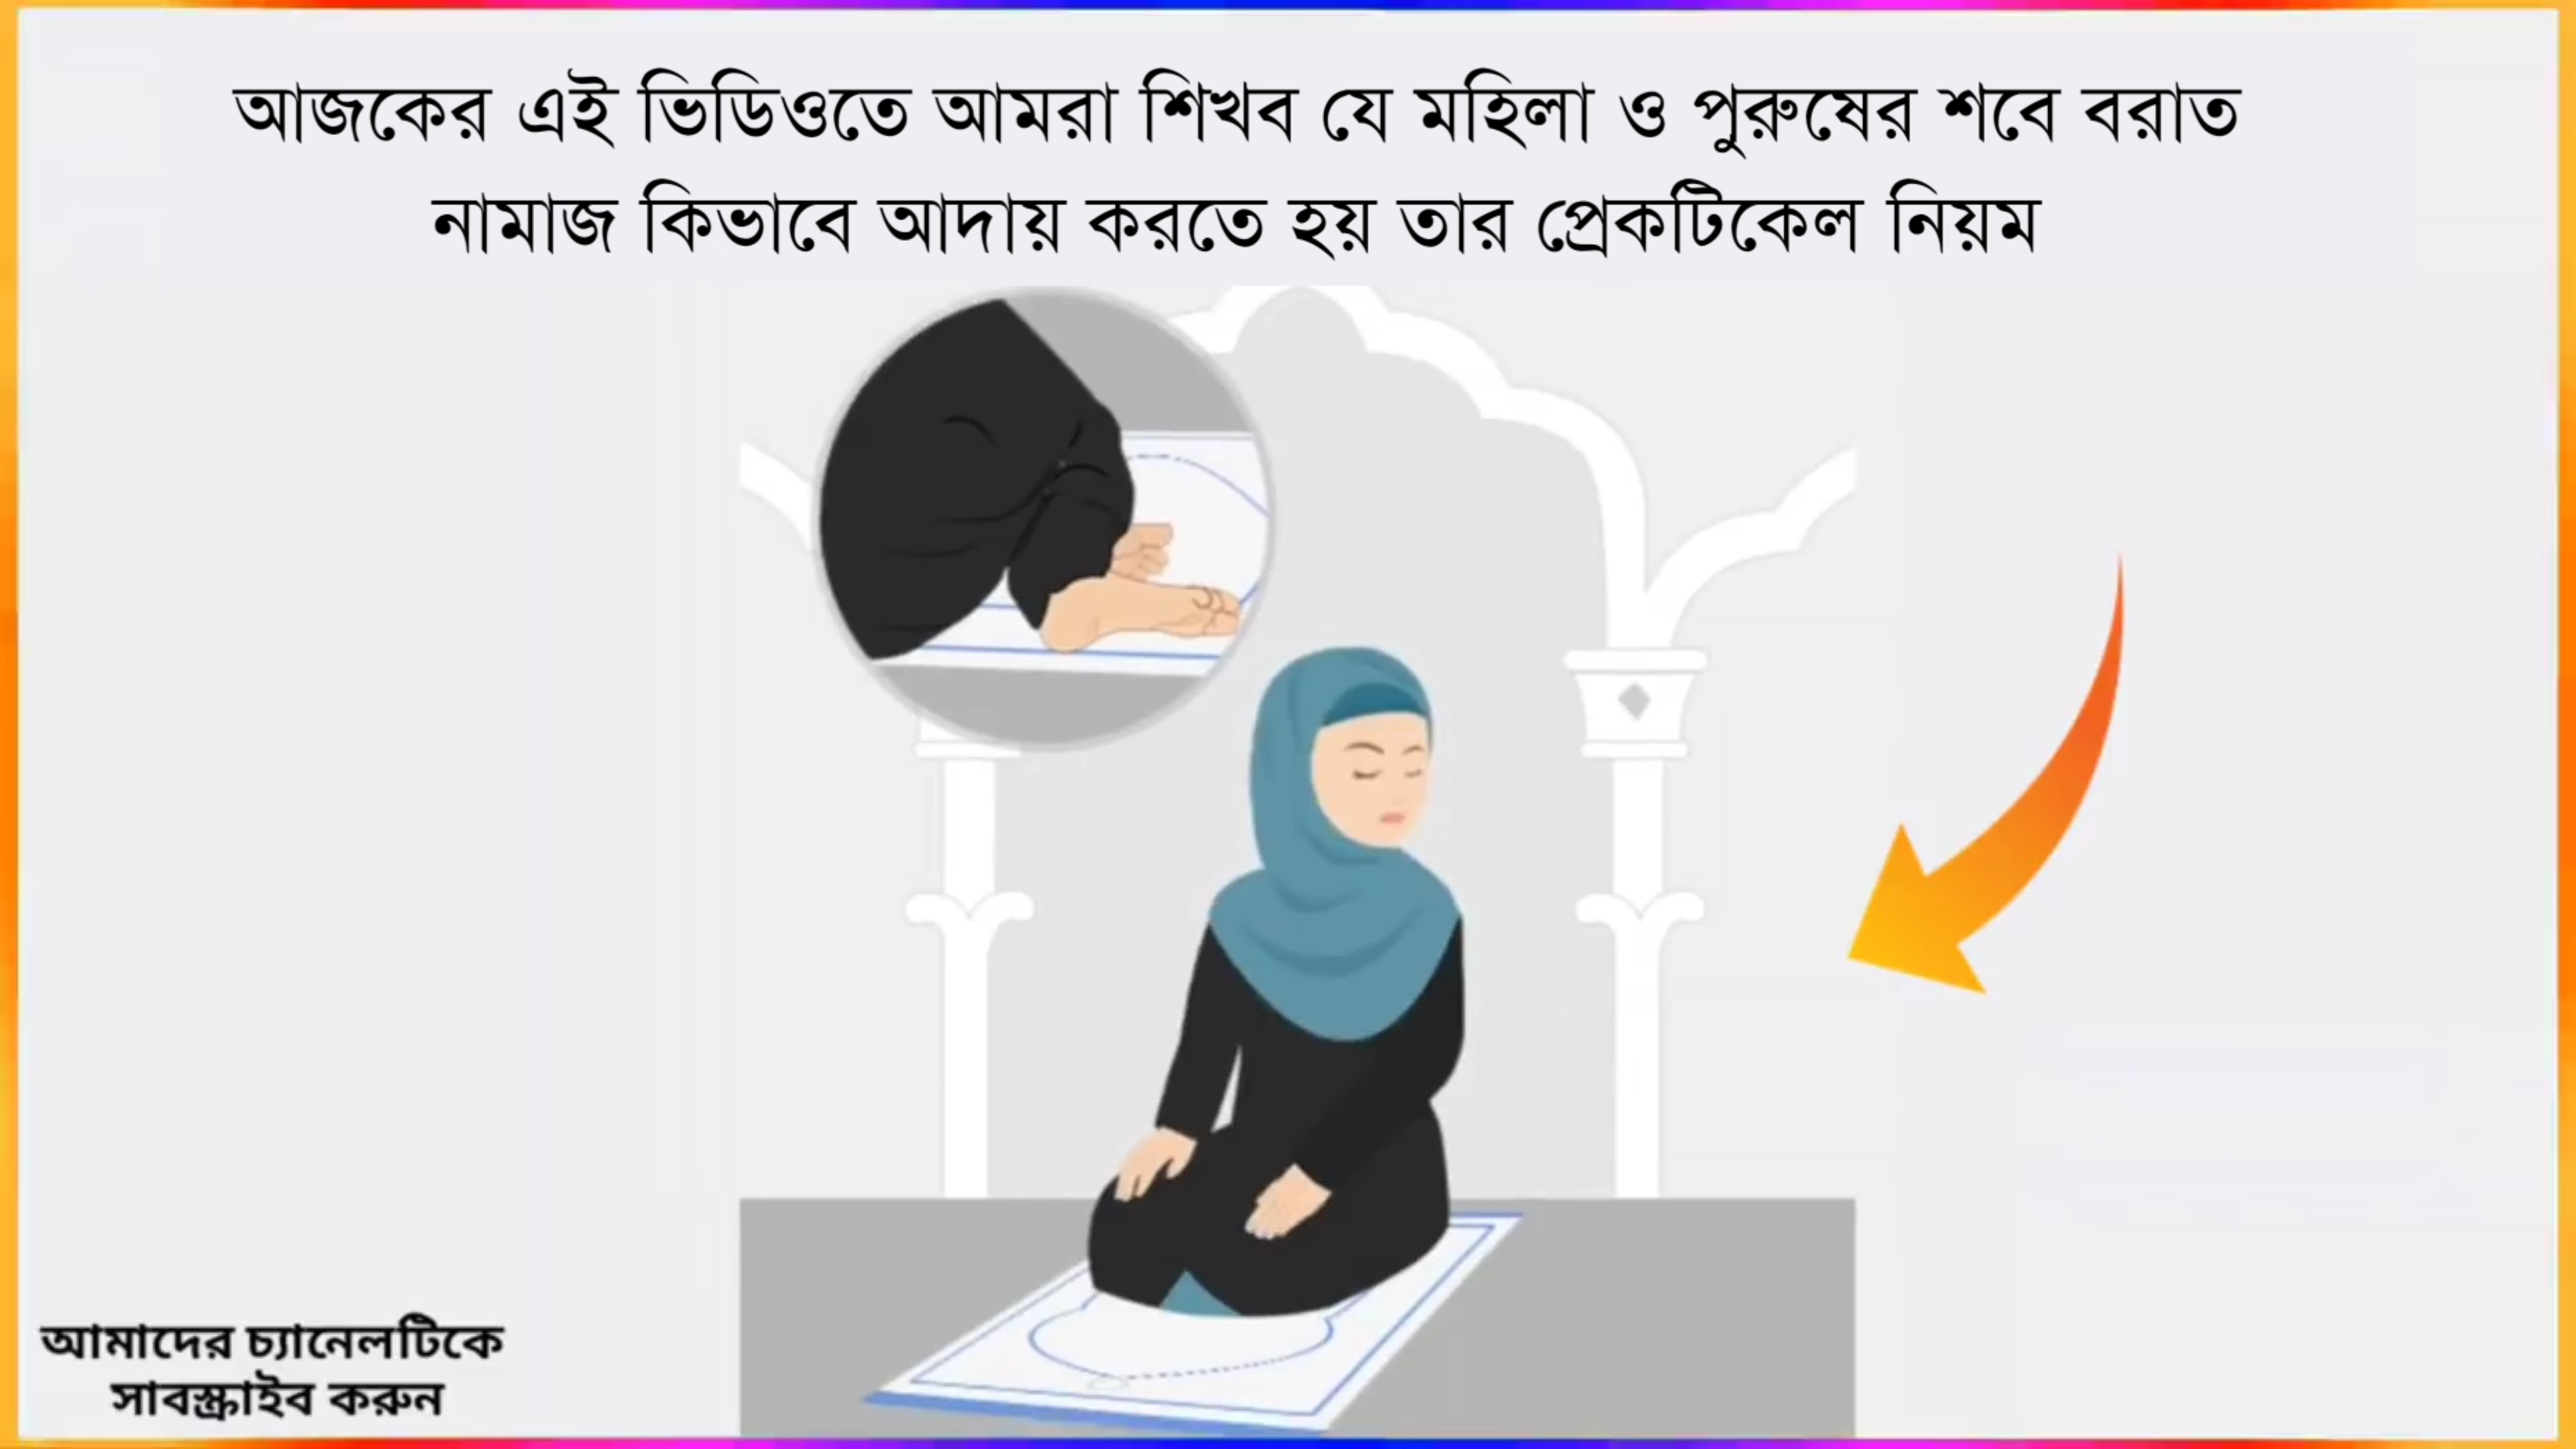 আজকের এই ভিডিওতে আমরা শিখব যে মহিলা ও পুরুষের শবে বরাত
নামাজ কিভাবে আদায় করতে হয় তার প্রেকটিকেল নিয়ম
আমাদের চ্যানেলটিকে
সাবস্ক্রাইব করুন